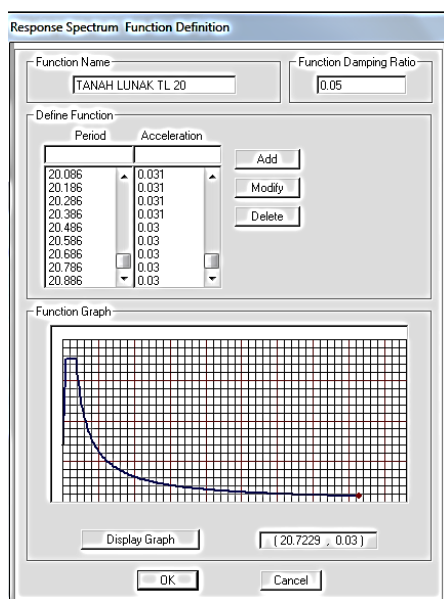 Response Spectrum Function Definition
Function Name
Function Damping Ratio
TANAH LUNAK TL 20
0.05
Define Function
Period Acceleration
Add
Modify
Delete
20.086 0.031
20.186 0.031
20.286 0.031
20.386 0.031
20.486 0.03
20.586 0.03
20.686 0.03
20.786 0.03
20.886 0.03
Function Graph
Display Graph
( 20.7229 , 0.03 )
OK
Cancel